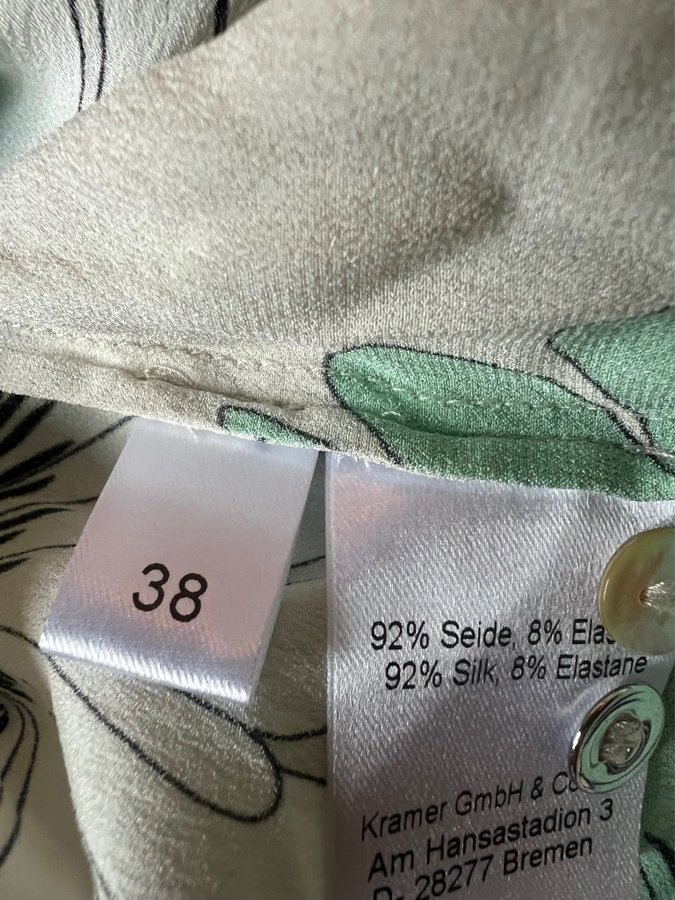 38
92% Seide, 8% Elas
92% Silk, 8% Elastane
Kramer GmbH & Co
Am Hansastadion 3
D- 28277 Bremen